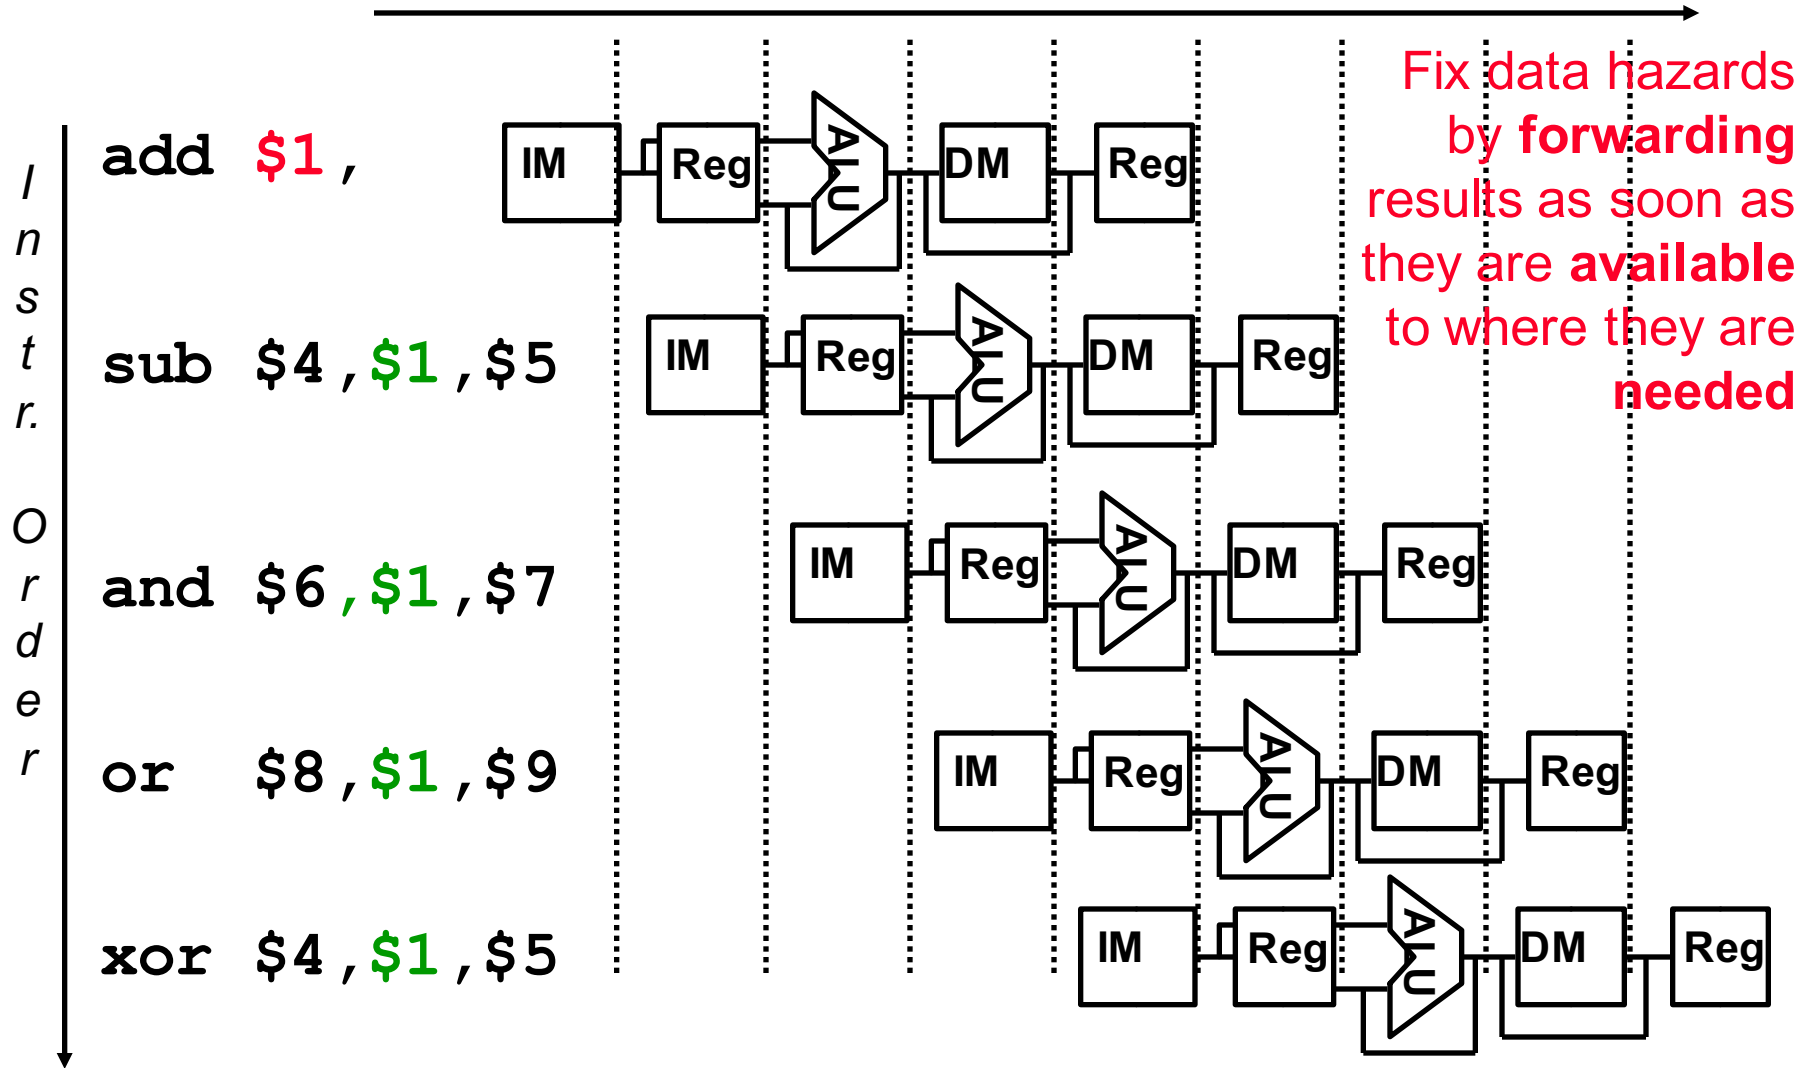 Fix data hazards
by forwarding
results as soon as
they are available
to where they are
needed
Instr. Order
add $1,
IM Reg ALU DM Reg
sub $4,$1,$5
IM Reg ALU DM Reg
and $6,$1,$7
IM Reg ALU DM Reg
or $8,$1,$9
IM Reg ALU DM Reg
xor $4,$1,$5
IM Reg ALU DM Reg